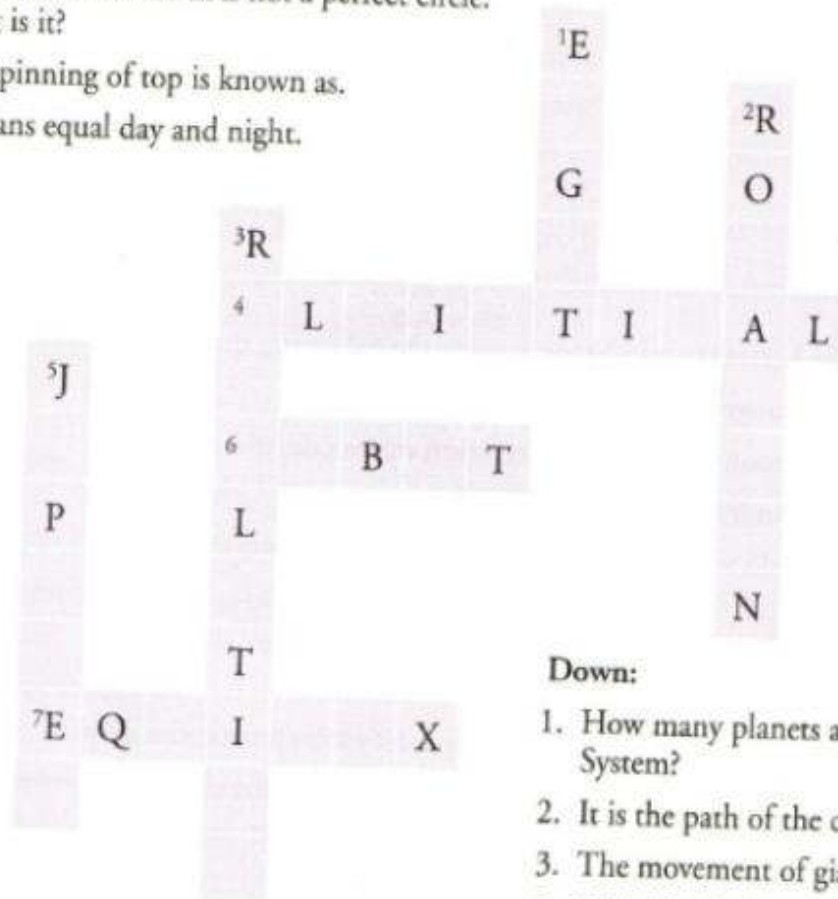 a perfect circle.
is it?
pinning of top is known as.
ans equal day and night.
1E
2R
G
O
3R
4 L I T I A L
5J
6 B T
P
L
N
T
7E Q I X
Down:
1. How many planets a
System?
2. It is the path of the
3. The movement of gi